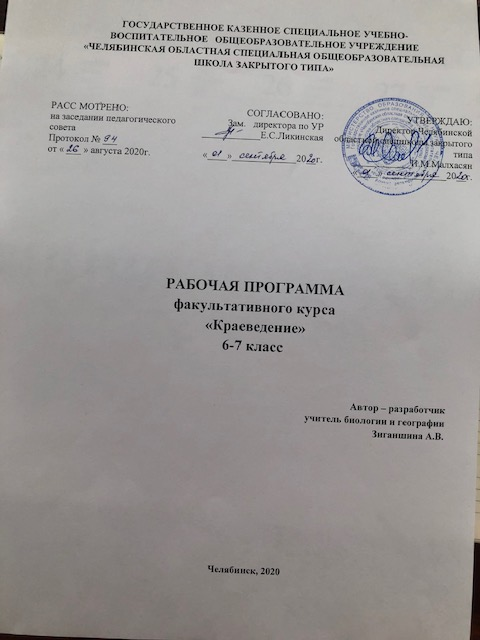 ГОСУДАРСТВЕННОЕ КАЗЕННОЕ СПЕЦИАЛЬНОЕ УЧЕБНО-
ВОСПИТАТЕЛЬНОЕ ОБЩЕОБРАЗОВАТЕЛЬНОЕ УЧРЕЖДЕНИЕ
«ЧЕЛЯБИНСКАЯ ОБЛАСТНАЯ СПЕЦИАЛЬНАЯ ОБЩЕОБРАЗОВАТЕЛЬНАЯ
ШКОЛА ЗАКРЫТОГО ТИПА»
РАСС МОТРЕНО:
на заседании педагогического
совета
Протокол № 94
от « 26 » августа 2020г.
СОГЛАСОВАНО:
Зам. директора по УР
Е.С.Ликинская
« 01 » сентября 2020г.
УТВЕРЖДАЮ:
Директор Челябинской
областной закрытого
типа
И.М.Малхасян
сентября 2020г.
РАБОЧАЯ ПРОГРАММА
факультативного курса
«Краеведение»
6-7 класс
Автор – разработчик
учитель биологии и географии
Зиганшина А.В.
Челябинск, 2020